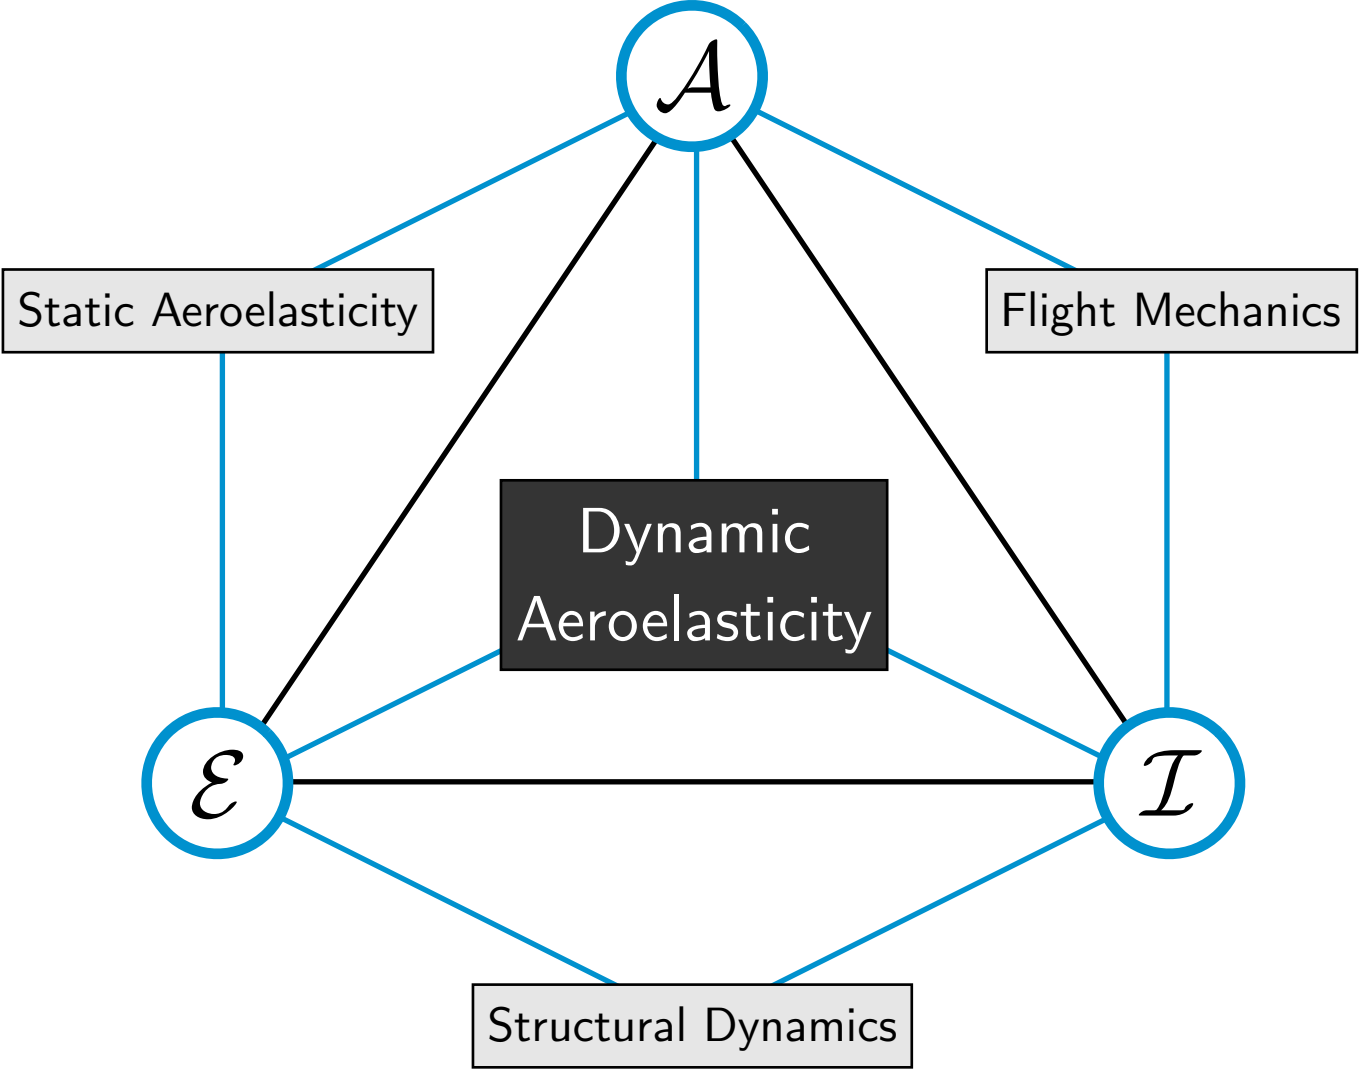 𝒜
Static Aeroelasticity
Flight Mechanics
Dynamic
Aeroelasticity
ℰ
ℐ
Structural Dynamics